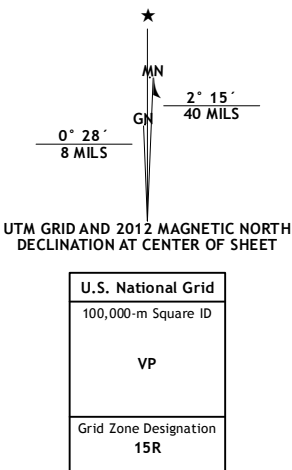 ★
MN
2° 15´
40 MILS
GN
0° 28´
8 MILS
UTM GRID AND 2012 MAGNETIC NORTH
DECLINATION AT CENTER OF SHEET
U.S. National Grid
100,000-m Square ID
VP
Grid Zone Designation
15R